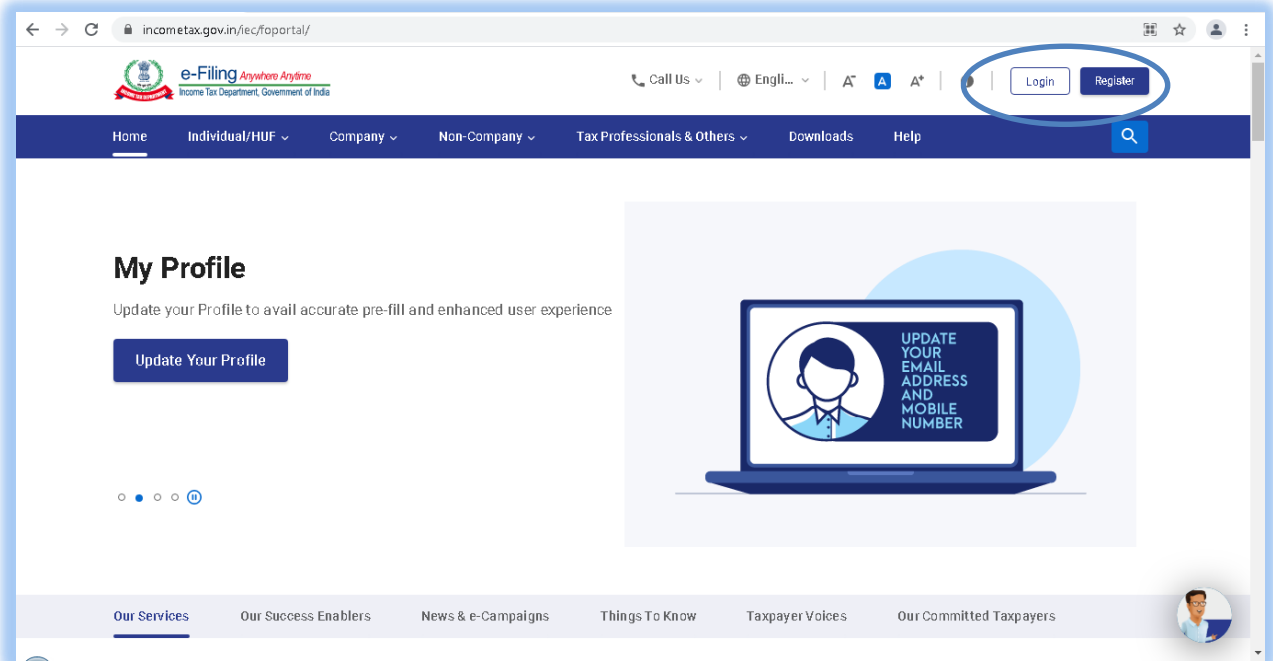 incometax.gov.in/iec/foportal/
e-Filing Anywhere Anytime
Income Tax Department, Government of India
Call Us
Engli...
A-
A
A+
Login
Register
Home Individual/HUF Company Non-Company Tax Professionals & Others Downloads Help
My Profile
Update your Profile to avail accurate pre-fill and enhanced user experience
Update Your Profile
UPDATE
YOUR
EMAIL
ADDRESS
AND
MOBILE
NUMBER
Our Services Our Success Enablers News & e-Campaigns Things To Know Taxpayer Voices Our Committed Taxpayers